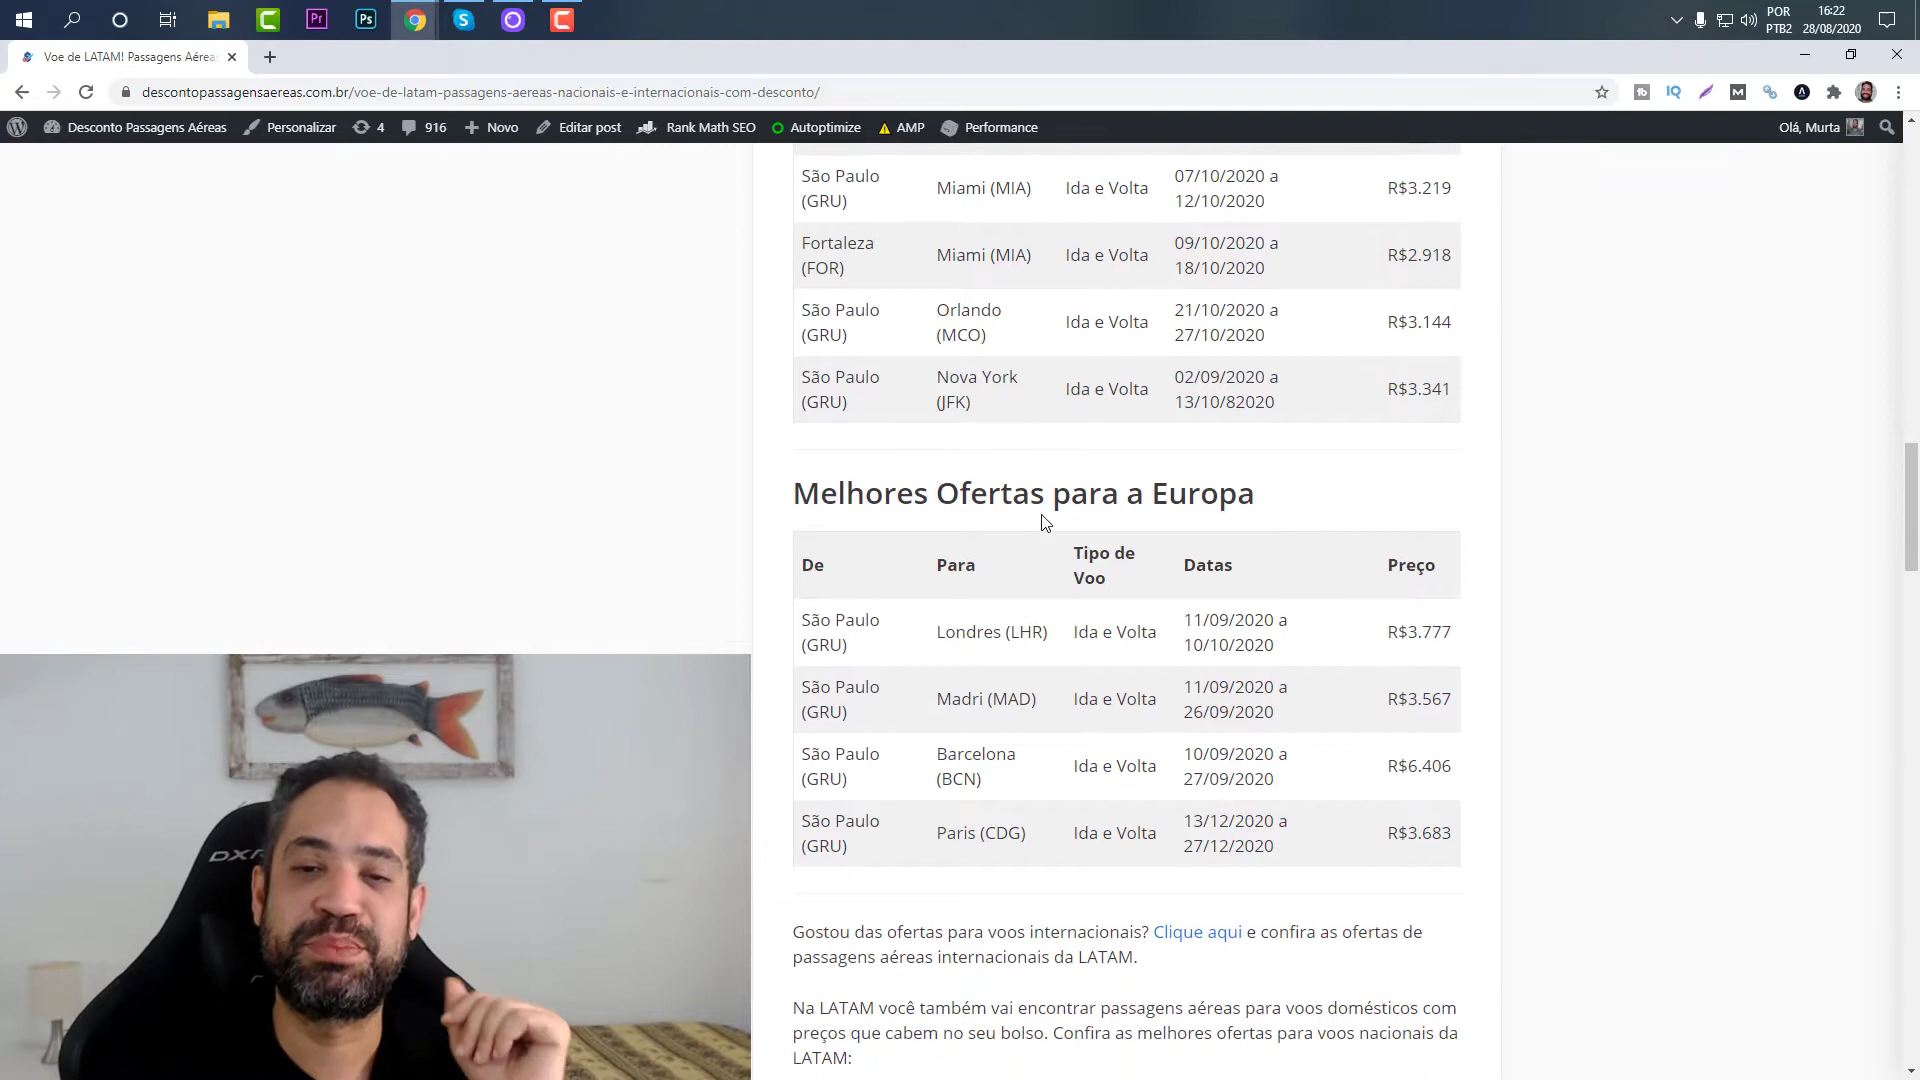 POR
PTB2
16:22
28/08/2020
Voe de LATAM! Passagens Aéreas
descontopassagensaereas.com.br/voe-de-latam-passagens-aereas-nacionais-e-internacionais-com-desconto/
Desconto Passagens Aéreas Personalizar 4 916 Novo Editar post Rank Math SEO Autoptimize AMP Performance Olá, Murta
São Paulo (GRU) Miami (MIA) Ida e Volta 07/10/2020 a 12/10/2020 R$3.219
Fortaleza (FOR) Miami (MIA) Ida e Volta 09/10/2020 a 18/10/2020 R$2.918
São Paulo (GRU) Orlando (MCO) Ida e Volta 21/10/2020 a 27/10/2020 R$3.144
São Paulo (GRU) Nova York (JFK) Ida e Volta 02/09/2020 a 13/10/82020 R$3.341
Melhores Ofertas para a Europa
De Para Tipo de Voo Datas Preço
São Paulo (GRU) Londres (LHR) Ida e Volta 11/09/2020 a 10/10/2020 R$3.777
São Paulo (GRU) Madri (MAD) Ida e Volta 11/09/2020 a 26/09/2020 R$3.567
São Paulo (GRU) Barcelona (BCN) Ida e Volta 10/09/2020 a 27/09/2020 R$6.406
São Paulo (GRU) Paris (CDG) Ida e Volta 13/12/2020 a 27/12/2020 R$3.683
Gostou das ofertas para voos internacionais? Clique aqui e confira as ofertas de
passagens aéreas internacionais da LATAM.
Na LATAM você também vai encontrar passagens aéreas para voos domésticos com
preços que cabem no seu bolso. Confira as melhores ofertas para voos nacionais da
LATAM: